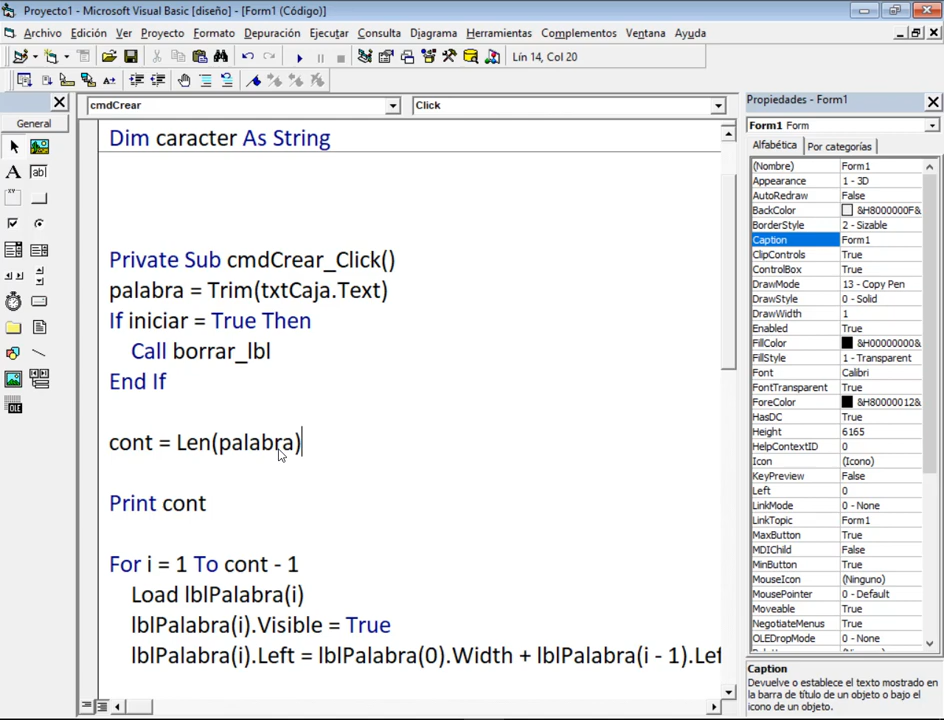 Proyecto1 - Microsoft Visual Basic [diseño] - [Form1 (Código)]
Archivo Edición Ver Proyecto Formato Depuración Ejecutar Consulta Diagrama Herramientas Complementos Ventana Ayuda
Lín 14, Col 20
General
cmdCrear Click
Dim caracter As String
Private Sub cmdCrear_Click()
palabra = Trim(txtCaja.Text)
If iniciar = True Then
Call borrar_lbl
End If
cont = Len(palabra)
Print cont
For i = 1 To cont - 1
Load lblPalabra(i)
lblPalabra(i).Visible = True
lblPalabra(i).Left = lblPalabra(0).Width + lblPalabra(i - 1).Lef
Propiedades - Form1
Form1 Form
Alfabética Por categorías
(Nombre) Form1
Appearance 1 - 3D
AutoRedraw False
BackColor &H8000000F&
BorderStyle 2 - Sizable
Caption Form1
ClipControls True
ControlBox True
DrawMode 13 - Copy Pen
DrawStyle 0 - Solid
DrawWidth 1
Enabled True
FillColor &H00000000&
FillStyle 1 - Transparent
Font Calibri
FontTransparent True
ForeColor &H80000012&
HasDC True
Height 6165
HelpContextID 0
Icon (Icono)
KeyPreview False
Left 0
LinkMode 0 - None
LinkTopic Form1
MaxButton True
MDIChild False
MinButton True
MouseIcon (Ninguno)
MousePointer 0 - Default
Moveable True
NegotiateMenus True
OLEDropMode 0 - None
Caption
Devuelve o establece el texto mostrado en
la barra de título de un objeto o bajo el
icono de un objeto.